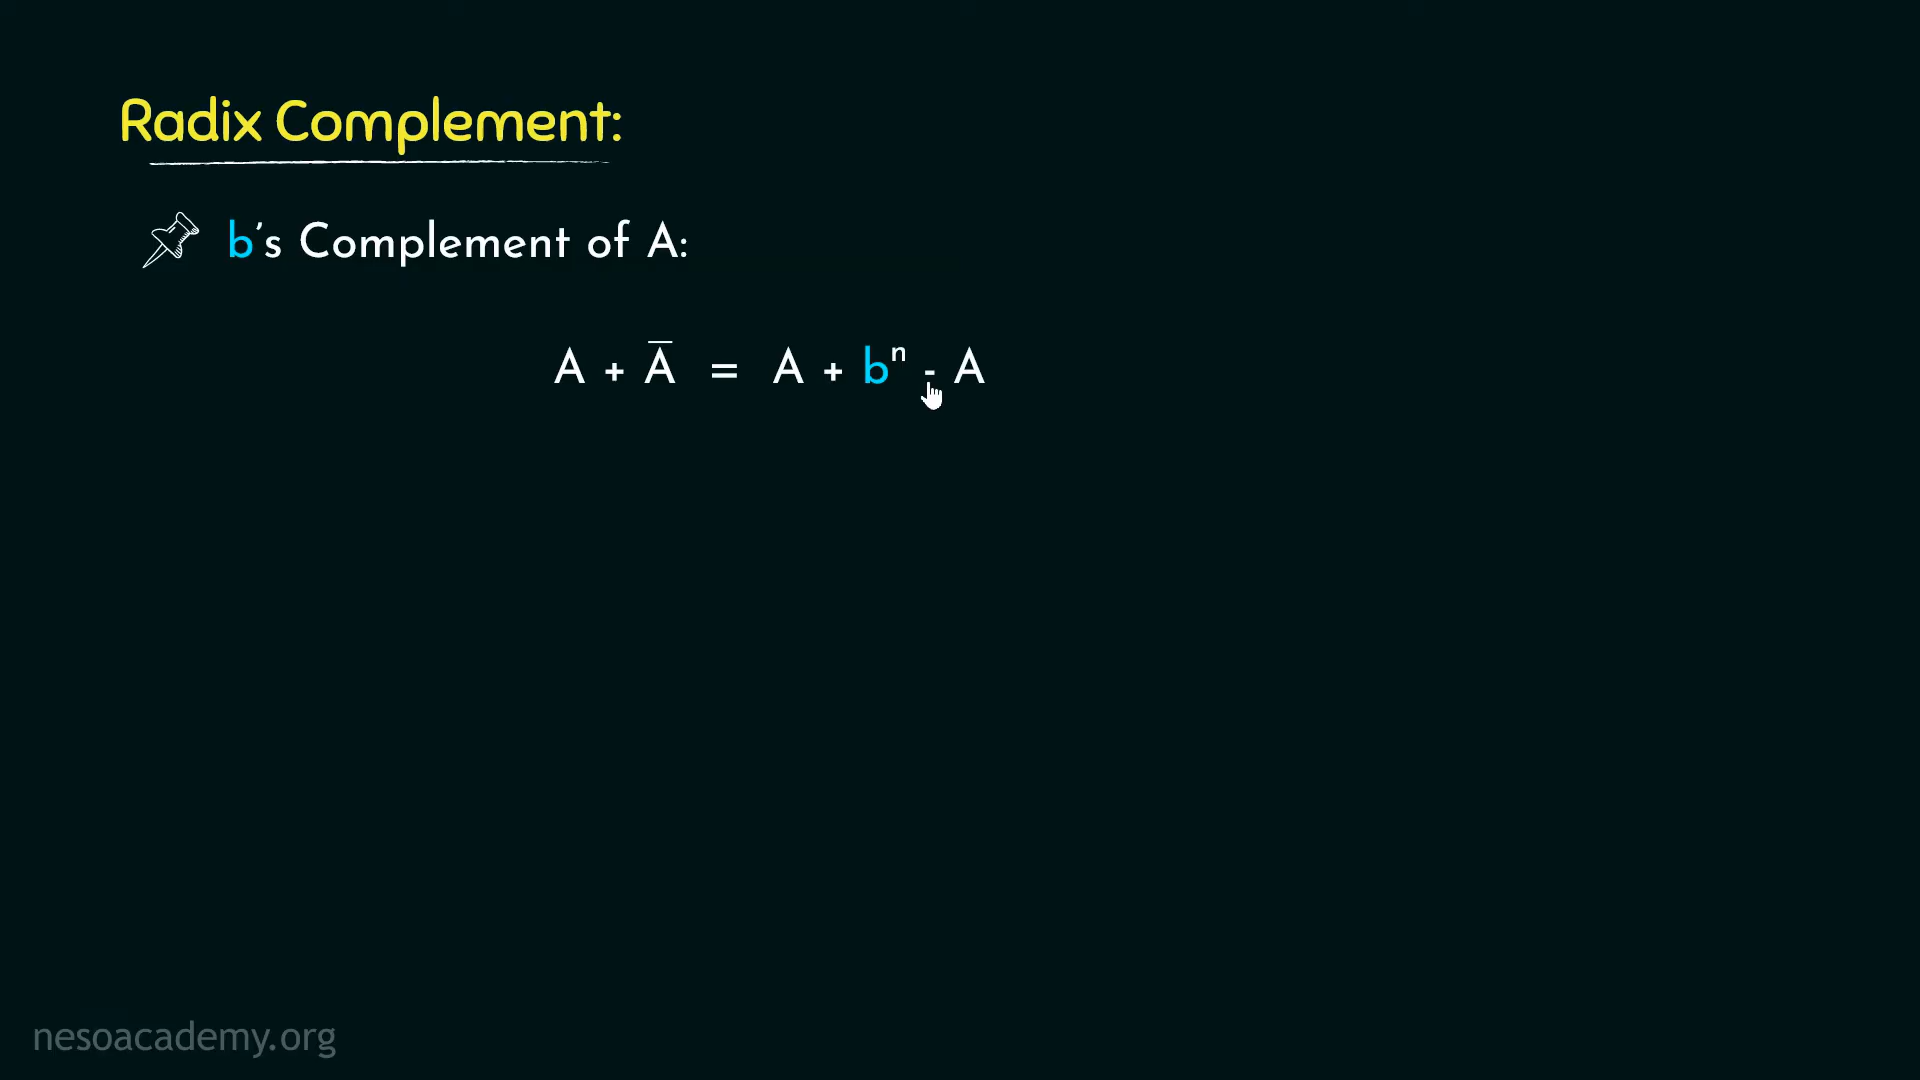 Radix Complement:
b's Complement of A:
A + A̅ = A + bⁿ - A
nesoacademy.org